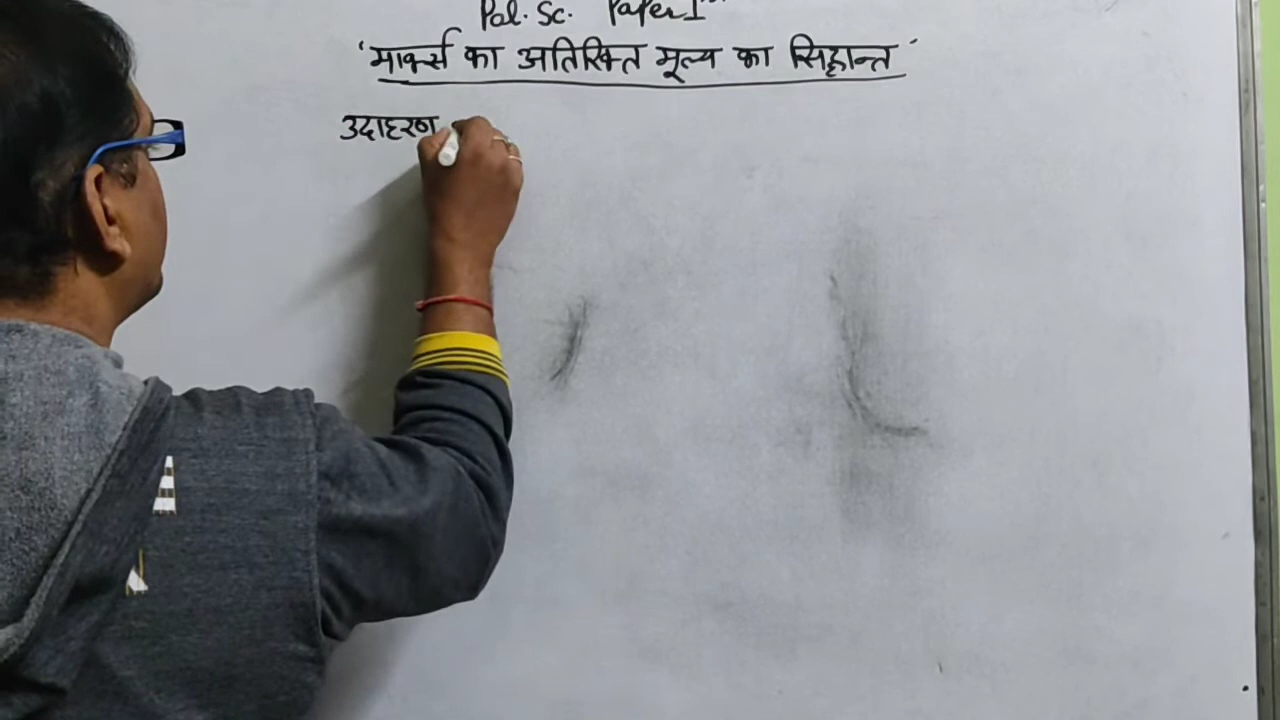 Pol. Sc. Paper I
'मार्क्स का अतिरिक्त मूल्य का सिद्धान्त'
उदाहरण